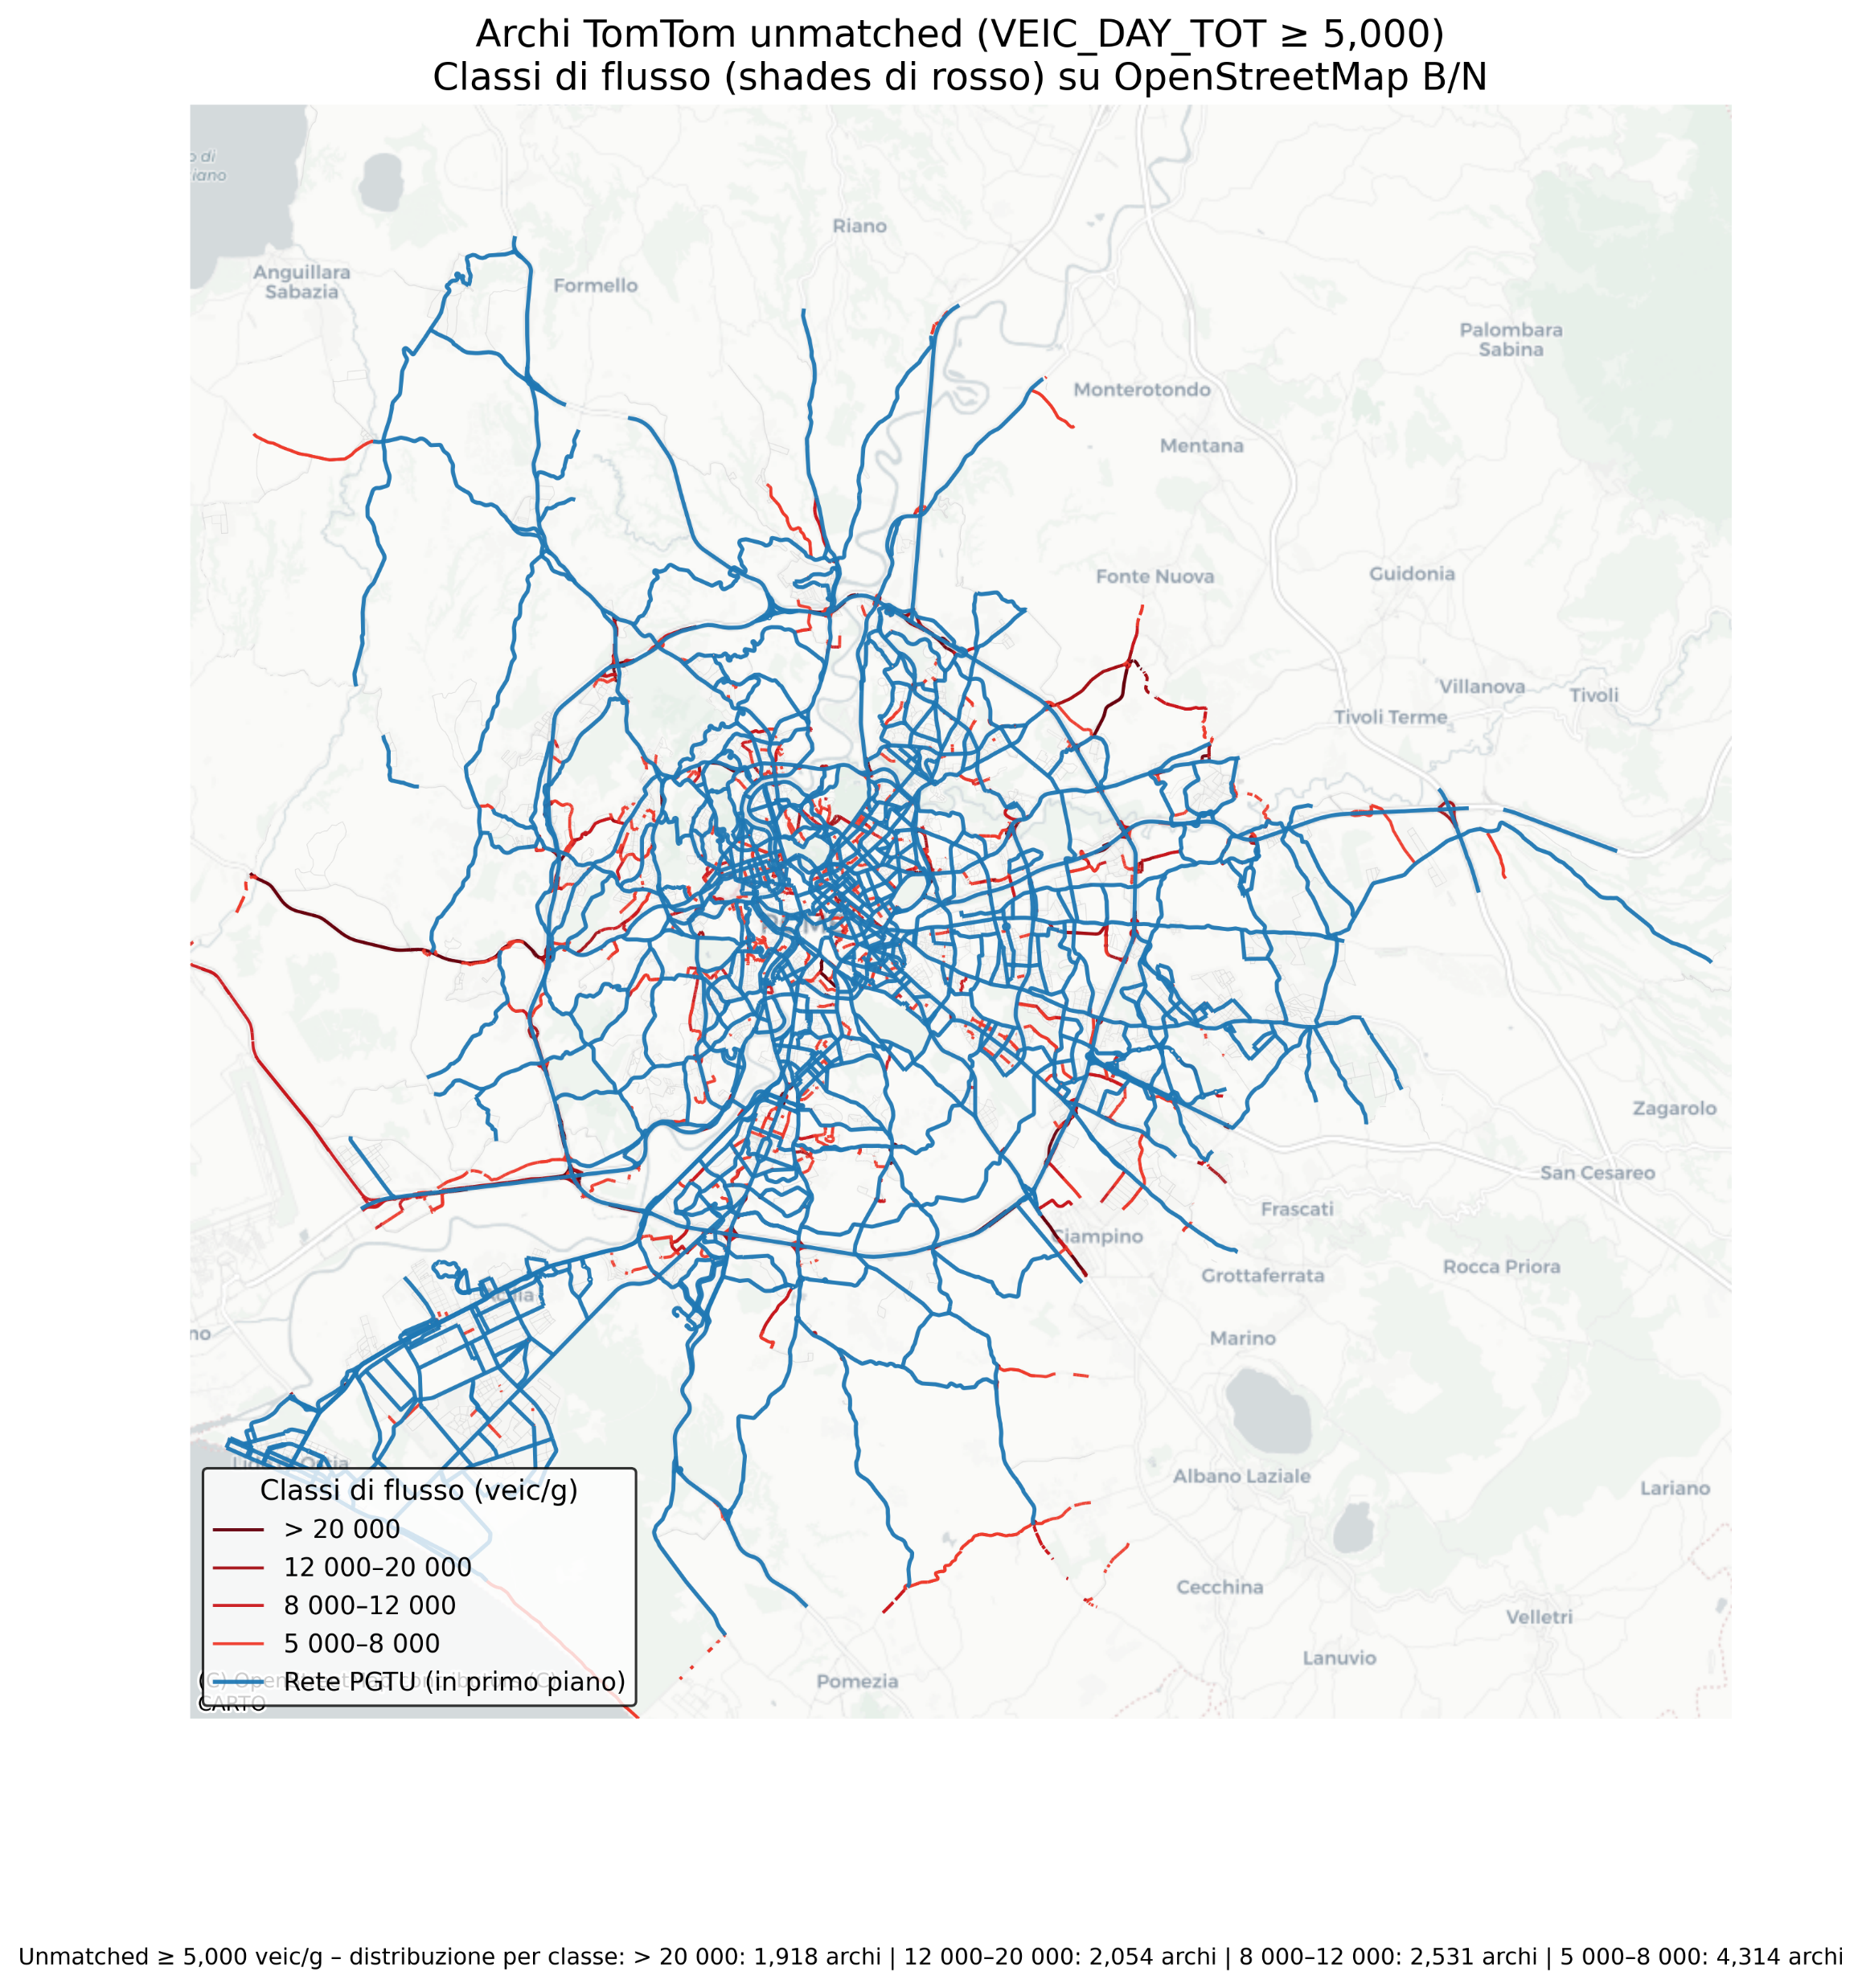 Archi TomTom unmatched (VEIC_DAY_TOT ≥ 5,000)
Classi di flusso (shades di rosso) su OpenStreetMap B/N
o di
iano
Riano
Anguillara
Sabazia
Formello
Palombara
Sabina
Monterotondo
Mentana
Fonte Nuova
Guidonia
Villanova
Tivoli
Tivoli Terme
Zagarolo
San Cesareo
Frascati
Ciampino
Grottaferrata
Rocca Priora
no
Marino
Albano Laziale
Lariano
Cecchina
Velletri
Lanuvio
Pomezia
Classi di flusso (veic/g)
> 20 000
12 000–20 000
8 000–12 000
5 000–8 000
Rete PGTU (in primo piano)
(C) OpenStreetMap contributors (C)
CARTO
Unmatched ≥ 5,000 veic/g – distribuzione per classe: > 20 000: 1,918 archi | 12 000–20 000: 2,054 archi | 8 000–12 000: 2,531 archi | 5 000–8 000: 4,314 archi